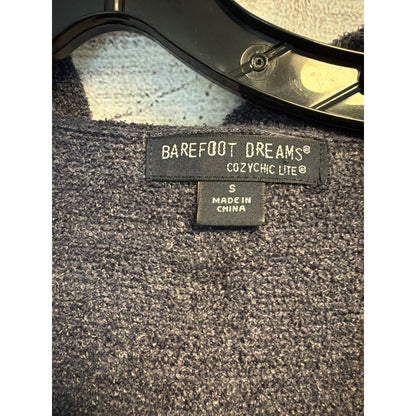 BAREFOOT DREAMS®
COZYCHIC LITE®
S
MADE IN
CHINA